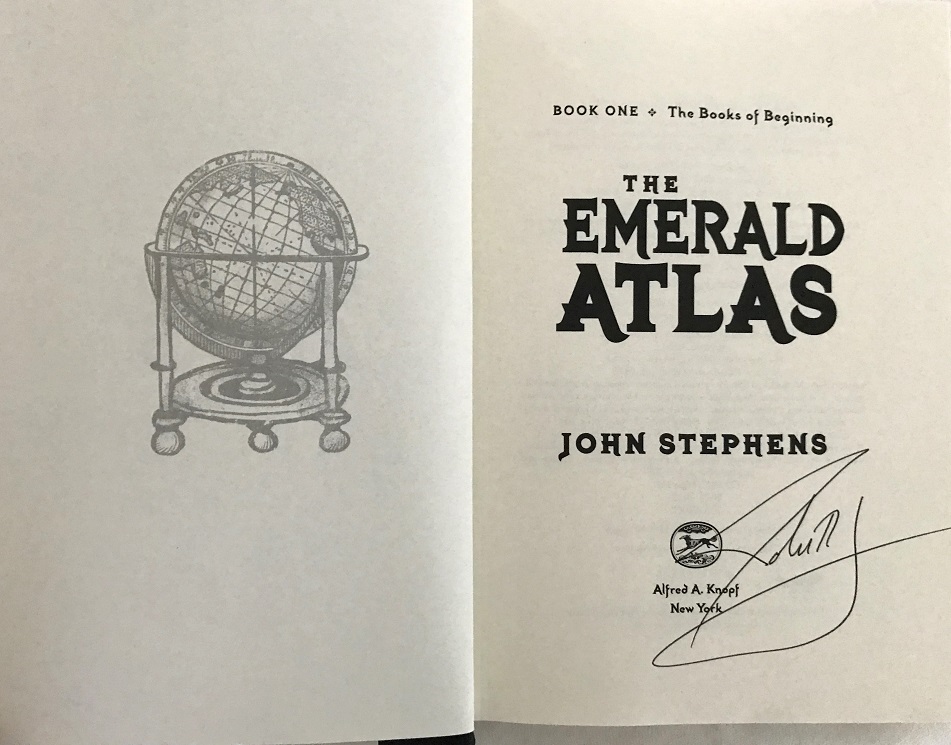 BOOK ONE ❖ The Books of Beginning
THE
EMERALD
ATLAS
JOHN STEPHENS
Alfred A. Knopf
New York